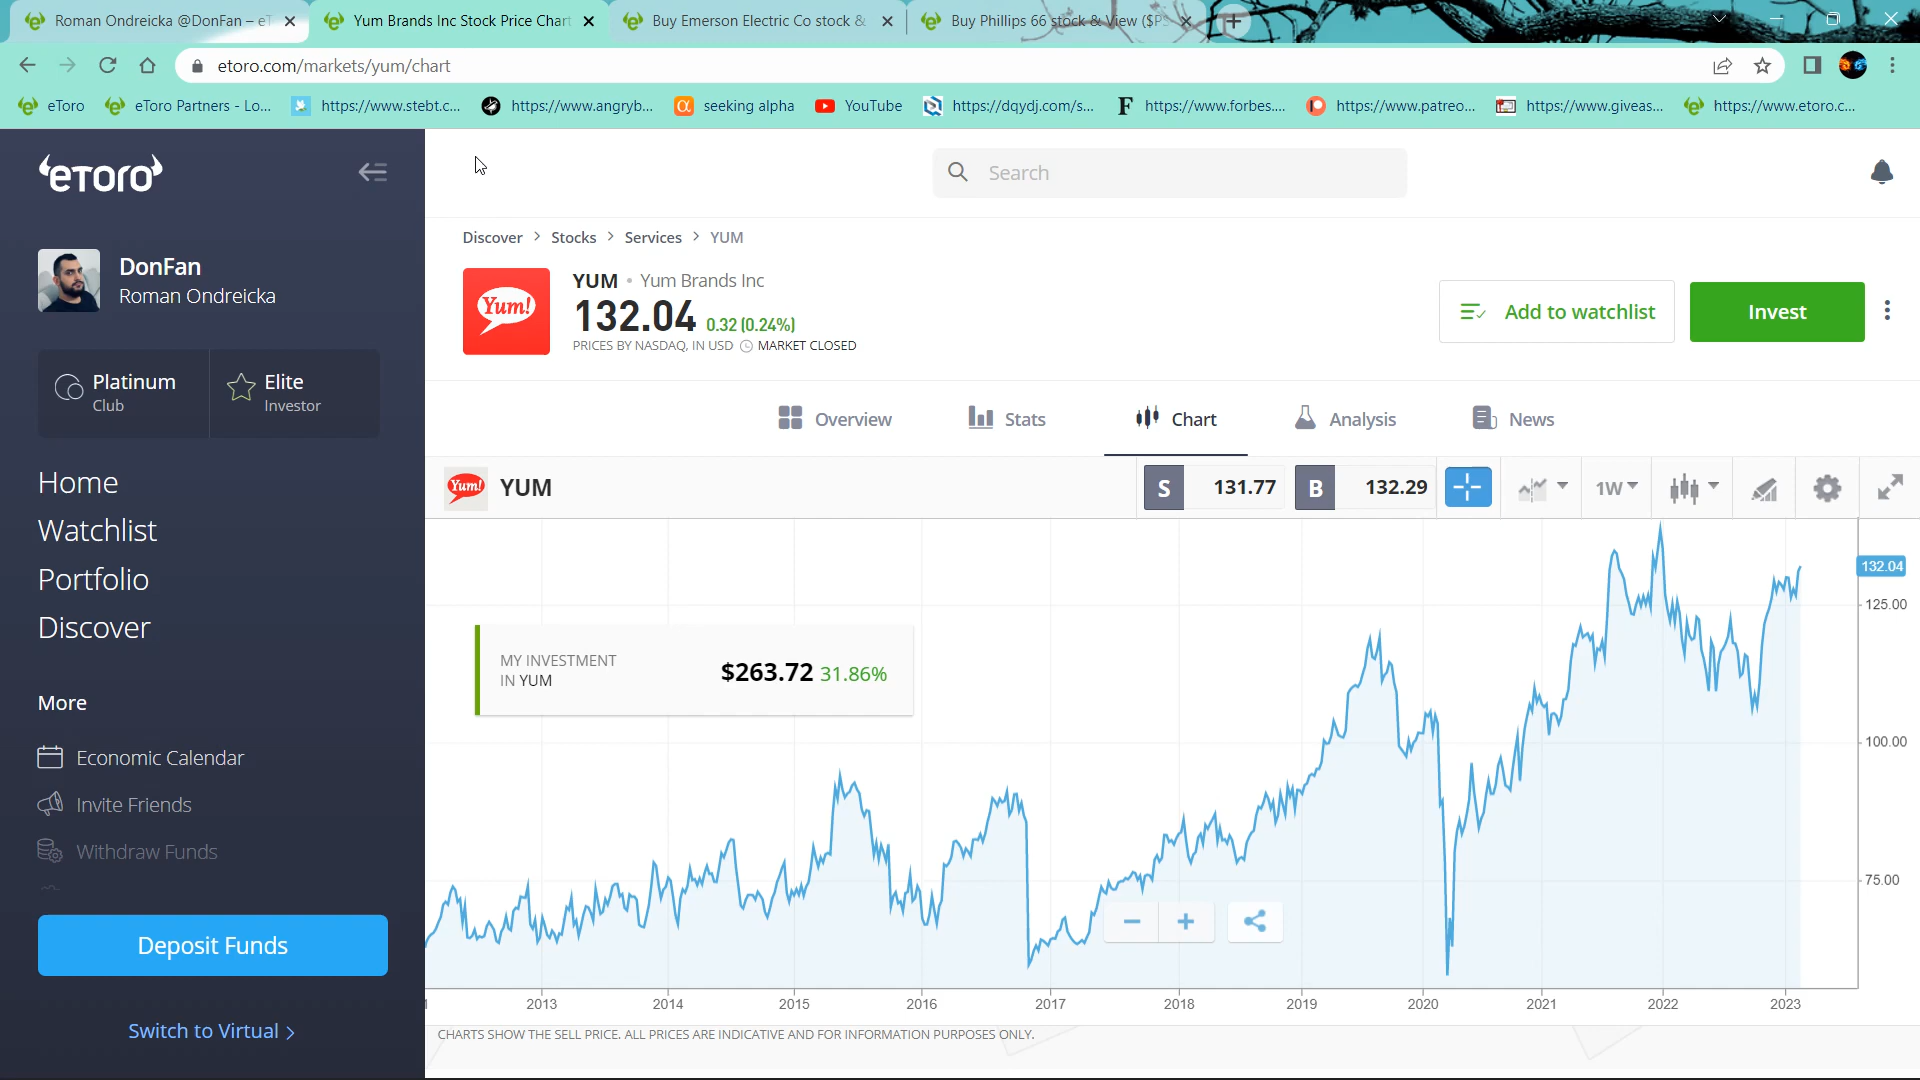 Roman Ondreicka @DonFan – eT
Yum Brands Inc Stock Price Chart
Buy Emerson Electric Co stock &
Buy Phillips 66 stock & View ($PS
etoro.com/markets/yum/chart
eToro
eToro Partners - Lo...
https://www.stebt.c...
https://www.angryb...
seeking alpha
YouTube
https://dqydj.com/s...
https://www.forbes....
https://www.patreo...
https://www.giveas...
https://www.etoro.c...
eToro
Search
DonFan
Roman Ondreicka
Platinum
Club
Elite
Investor
Home
Watchlist
Portfolio
Discover
More
Economic Calendar
Invite Friends
Withdraw Funds
Deposit Funds
Switch to Virtual >
Discover > Stocks > Services > YUM
Yum!
YUM • Yum Brands Inc
132.04 0.32 (0.24%)
PRICES BY NASDAQ, IN USD MARKET CLOSED
Add to watchlist
Invest
Overview
Stats
Chart
Analysis
News
Yum!
YUM
S 131.77
B 132.29
1W
MY INVESTMENT
IN YUM
$263.72 31.86%
132.04
125.00
100.00
75.00
2013 2014 2015 2016 2017 2018 2019 2020 2021 2022 2023
CHARTS SHOW THE SELL PRICE. ALL PRICES ARE INDICATIVE AND FOR INFORMATION PURPOSES ONLY.